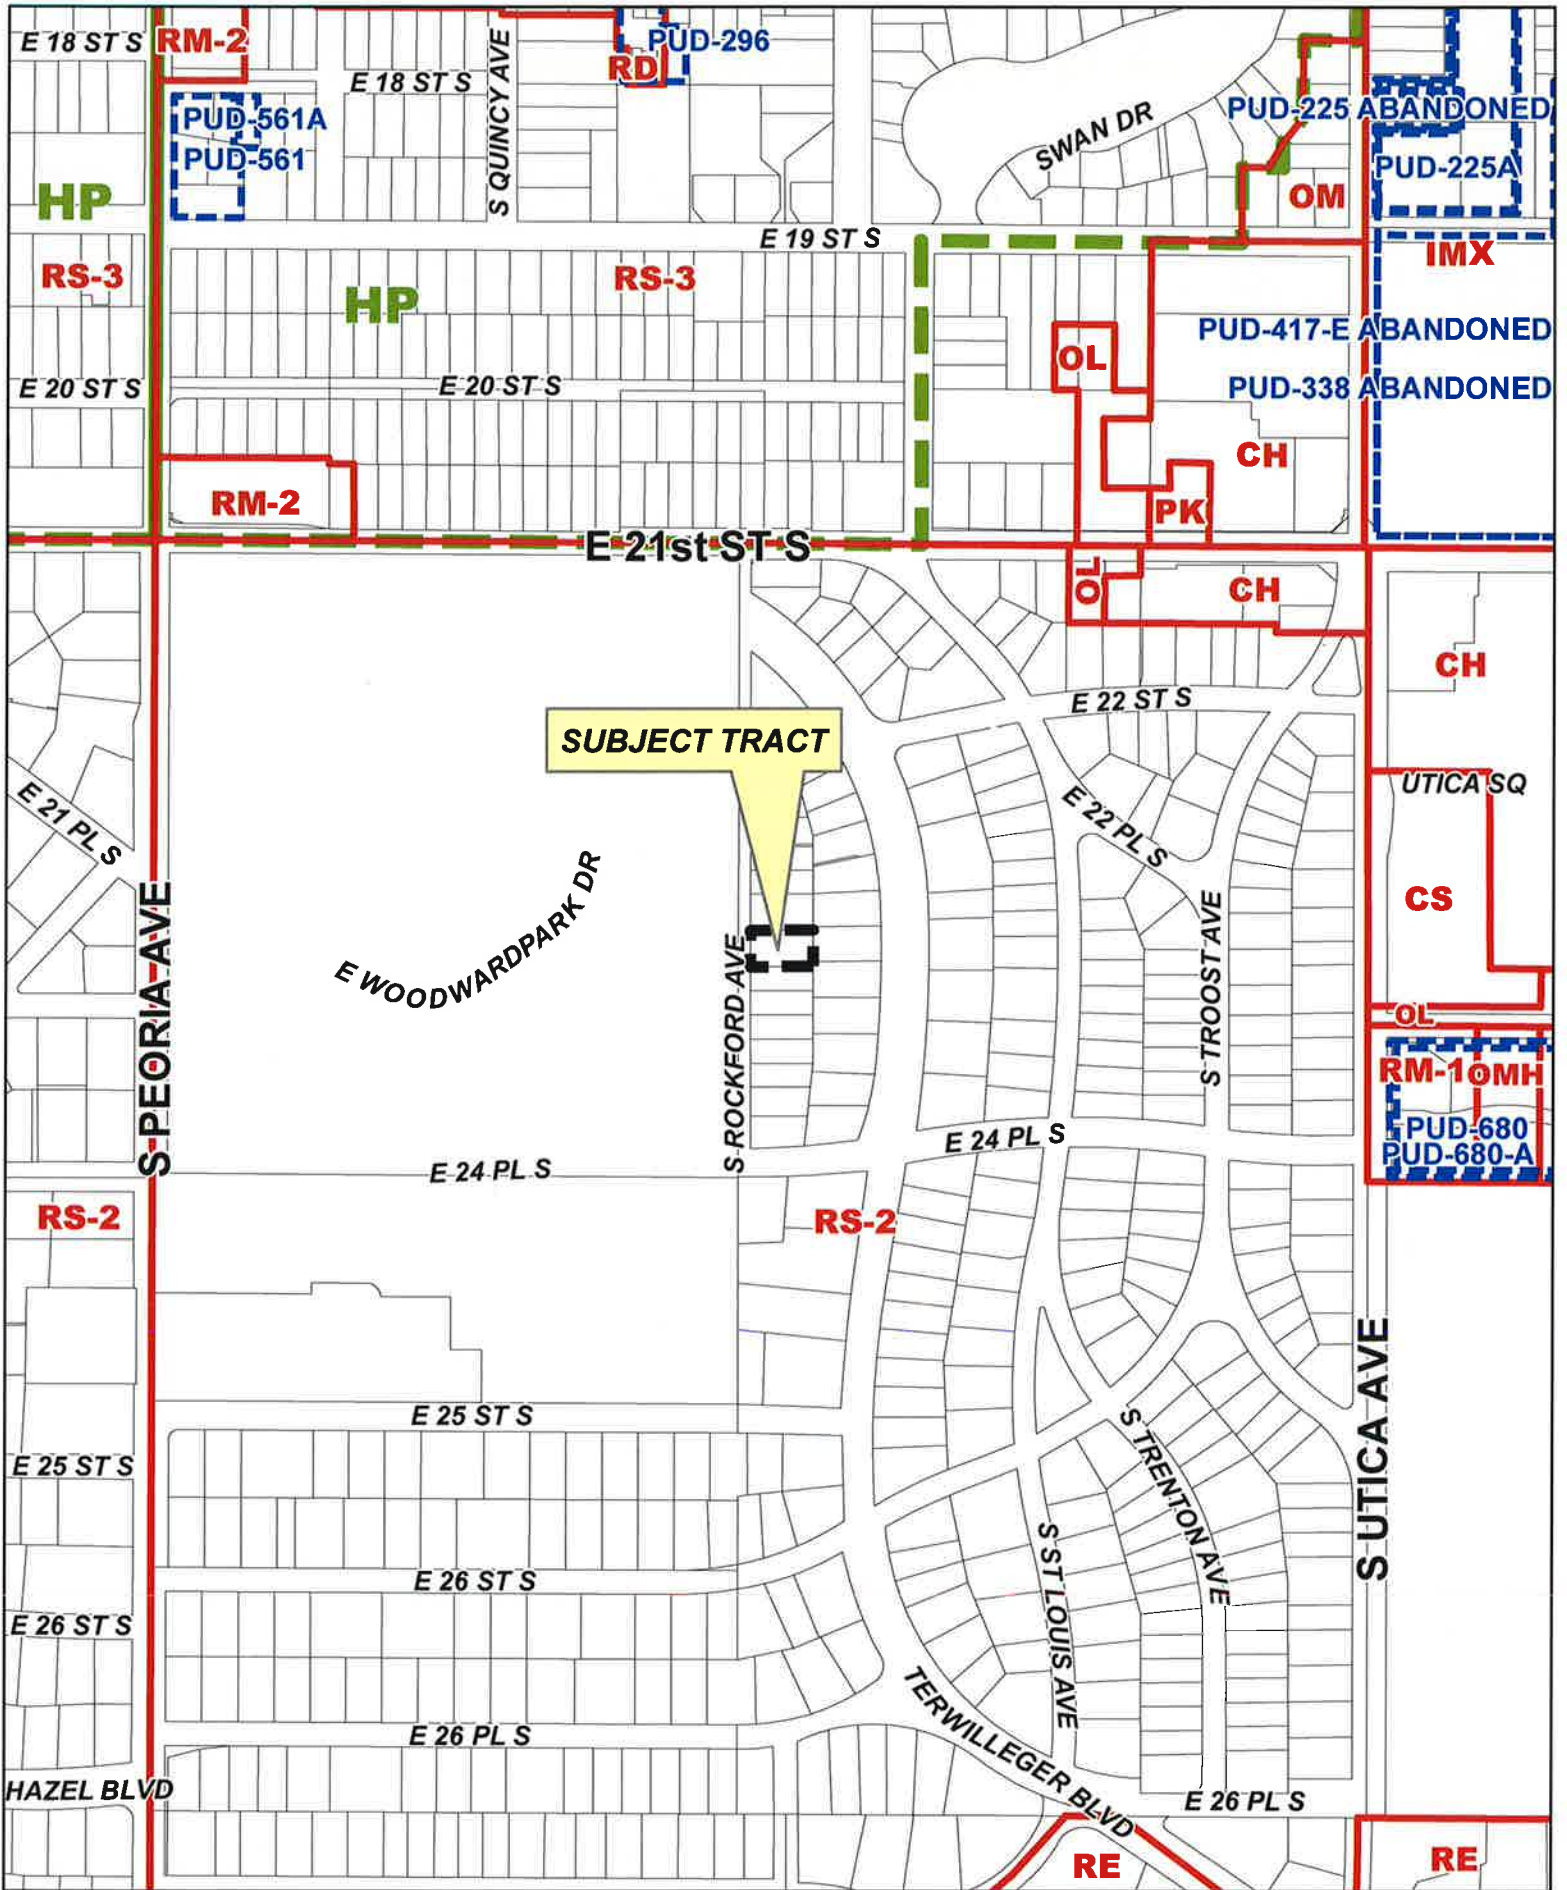 E 18 ST S
RM-2
PUD-296
RD
E 18 ST S
S QUINCY AVE
PUD-561A
PUD-561
HP
SWAN DR
PUD-225 ABANDONED
PUD-225A
OM
E 19 ST S
IMX
RS-3
HP
RS-3
PUD-417-E ABANDONED
OL
PUD-338 ABANDONED
E 20 ST S
E 20 ST S
CH
RM-2
PK
E 21st ST S
OL
CH
CH
E 22 ST S
SUBJECT TRACT
UTICA SQ
E 21 PL S
E 22 PL S
CS
E WOODWARDPARK DR
S PEORIA AVE
S ROCKFORD AVE
S TROOST AVE
OL
RM-1
OMH
PUD-680
PUD-680-A
E 24 PL S
E 24 PL S
RS-2
RS-2
E 25 ST S
S UTICA AVE
E 25 ST S
S TRENTON AVE
E 26 ST S
S ST LOUIS AVE
E 26 ST S
E 26 PL S
TERWILLEGER BLVD
HAZEL BLVD
E 26 PL S
RE
RE